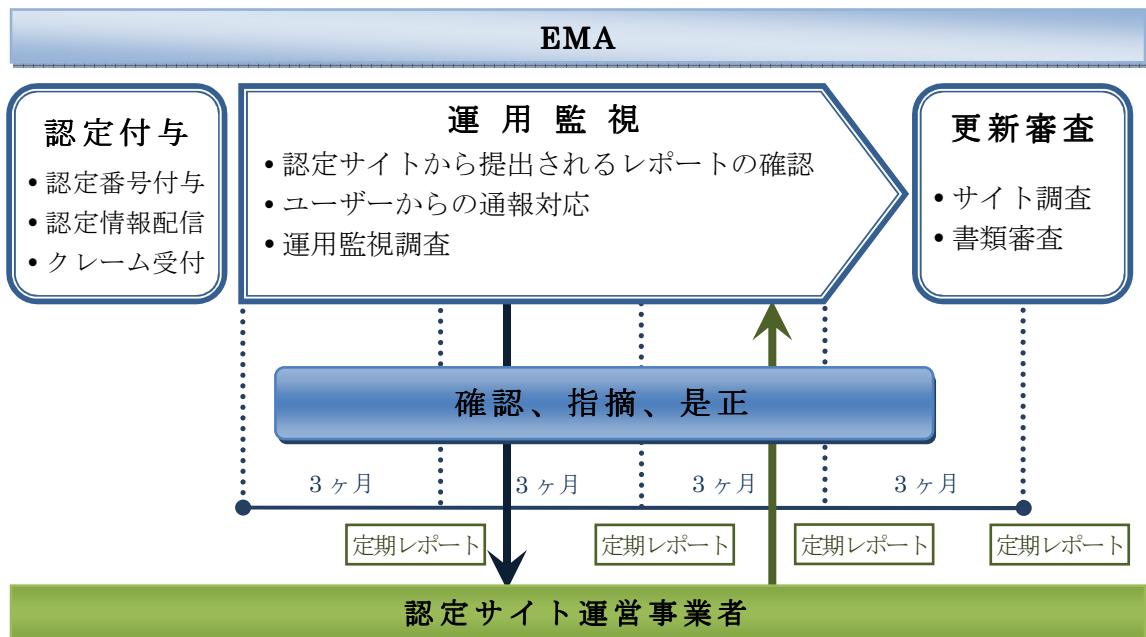 EMA
認定付与
• 認定番号付与
• 認定情報配信
• クレーム受付
運用監視
• 認定サイトから提出されるレポートの確認
• ユーザーからの通報対応
• 運用監視調査
更新審査
• サイト調査
• 書類審査
確認、指摘、是正
3ヶ月
3ヶ月
3ヶ月
3ヶ月
定期レポート
定期レポート
定期レポート
定期レポート
認定サイト運営事業者